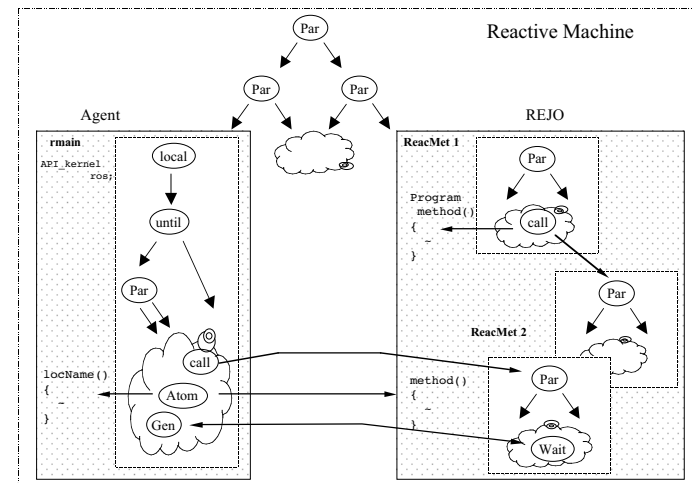 Reactive Machine
Par
Par
Par
Agent
REJO
rmain
API_kernel
ros;
local
until
Par
call
Atom
Gen
locName()
{
~
}
ReacMet 1
Par
call
Program
method()
{
~
}
Par
ReacMet 2
method()
{
~
}
Par
Wait